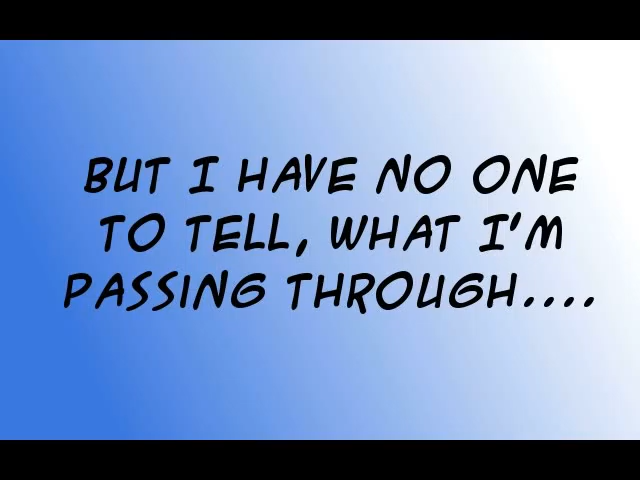 BUT I HAVE NO ONE
TO TELL, WHAT I'M
PASSING THROUGH....